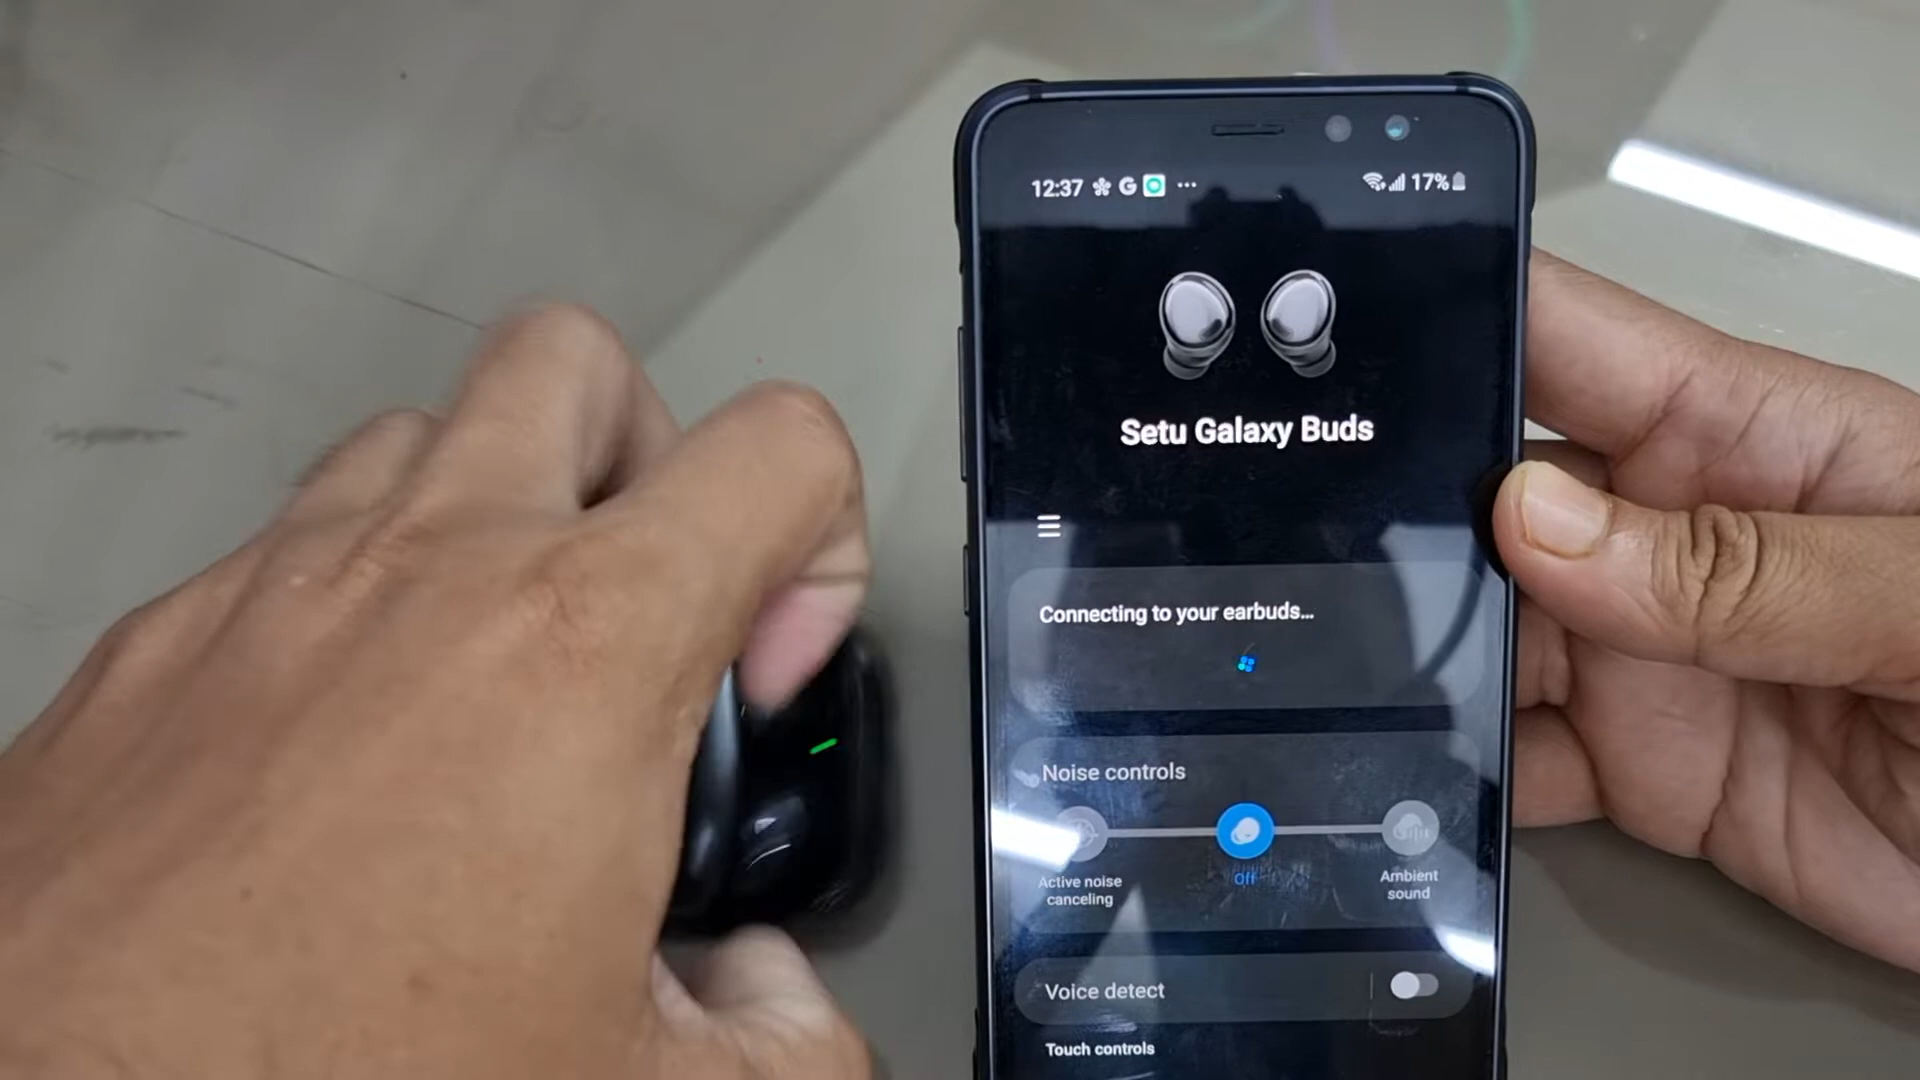 12:37 G 17%
Setu Galaxy Buds
Connecting to your earbuds...
Noise controls
Active noise
canceling
Off
Ambient
sound
Voice detect
Touch controls